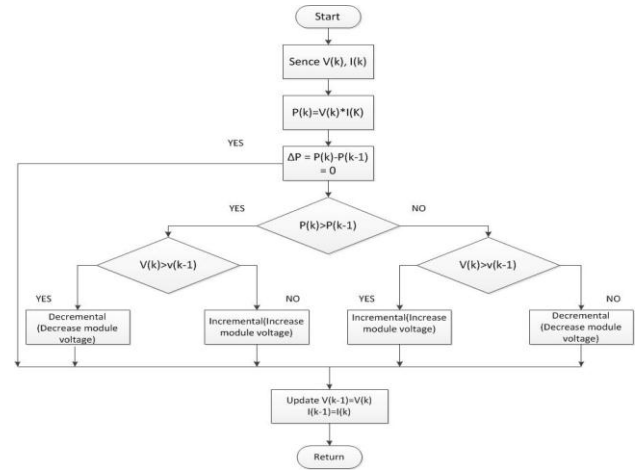 Start
Sence V(k), I(k)
P(k)=V(k)*I(K)
YES
ΔP = P(k)-P(k-1)
= 0
YES
P(k)>P(k-1)
NO
V(k)>v(k-1)
V(k)>v(k-1)
YES
NO
YES
NO
Decremental
(Decrease module
voltage)
Incremental(Increase
module voltage)
Incremental(Increase
module voltage)
Decremental
(Decrease module
voltage)
Update V(k-1)=V(k)
I(k-1)=I(k)
Return